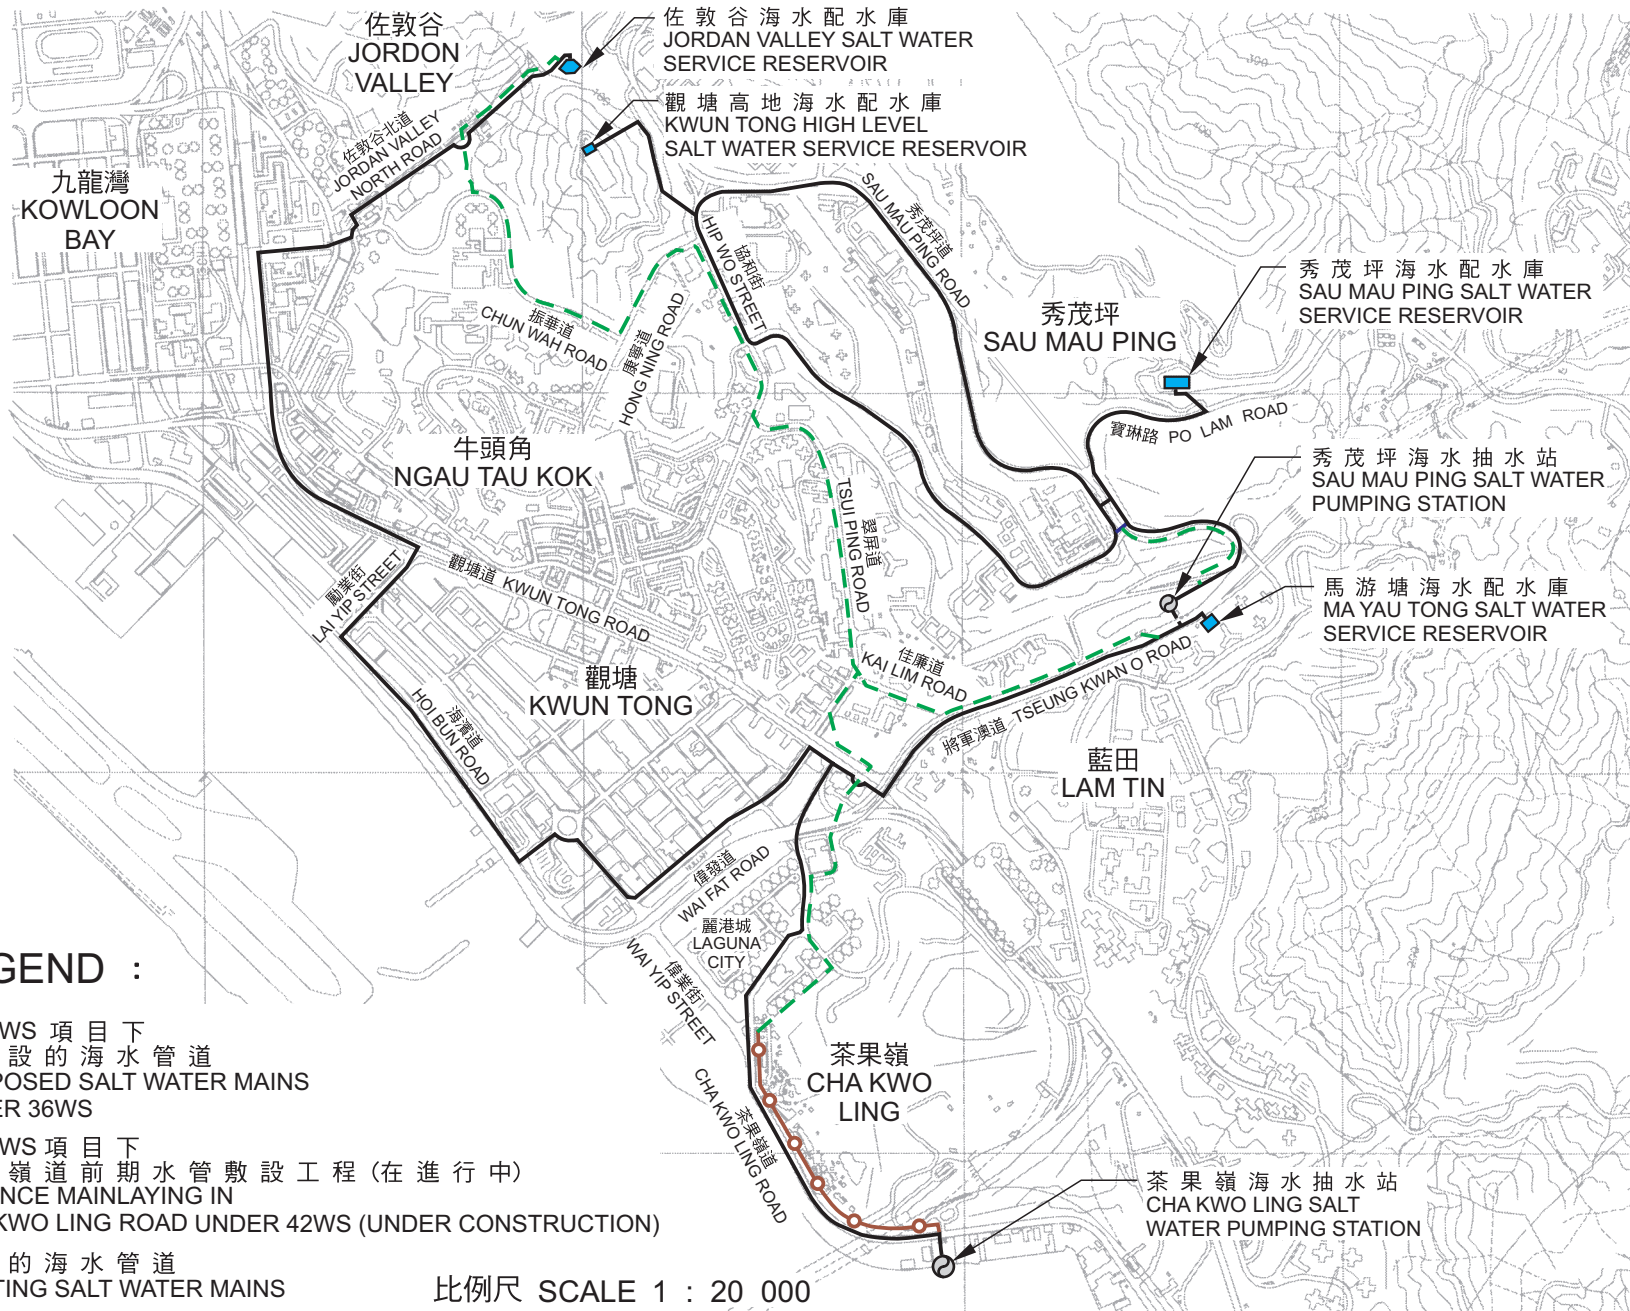 佐敦谷
JORDON
VALLEY
佐敦谷海水配水庫
JORDAN VALLEY SALT WATER
SERVICE RESERVOIR
觀塘高地海水配水庫
KWUN TONG HIGH LEVEL
SALT WATER SERVICE RESERVOIR
佐敦谷北道
JORDAN VALLEY
NORTH ROAD
九龍灣
KOWLOON
BAY
秀茂坪道
SAU MAU PING ROAD
協和街
HIP WO STREET
秀茂坪海水配水庫
SAU MAU PING SALT WATER
SERVICE RESERVOIR
秀茂坪
SAU MAU PING
振華道
CHUN WAH ROAD
康寧道
HONG NING ROAD
寶琳路 PO LAM ROAD
牛頭角
NGAU TAU KOK
秀茂坪海水抽水站
SAU MAU PING SALT WATER
PUMPING STATION
翠屏道
TSUI PING ROAD
勵業街
LAI YIP STREET
觀塘道 KWUN TONG ROAD
馬游塘海水配水庫
MA YAU TONG SALT WATER
SERVICE RESERVOIR
佳廉道
KAI LIM ROAD
觀塘
KWUN TONG
將軍澳道 TSEUNG KWAN O ROAD
海濱道
HOI BUN ROAD
藍田
LAM TIN
偉發道
WAI FAT ROAD
麗港城
LAGUNA
CITY
偉業街
WAI YIP STREET
茶果嶺
CHA KWO
LING
茶果嶺道
CHA KWO LING ROAD
茶果嶺海水抽水站
CHA KWO LING SALT
WATER PUMPING STATION
GEND :
WS 項目下
設的海水管道
POSED SALT WATER MAINS
ER 36WS
WS 項目下
嶺道前期水管敷設工程(在進行中)
NCE MAINLAYING IN
KWO LING ROAD UNDER 42WS (UNDER CONSTRUCTION)
的海水管道
TING SALT WATER MAINS
比例尺 SCALE 1 : 20 000